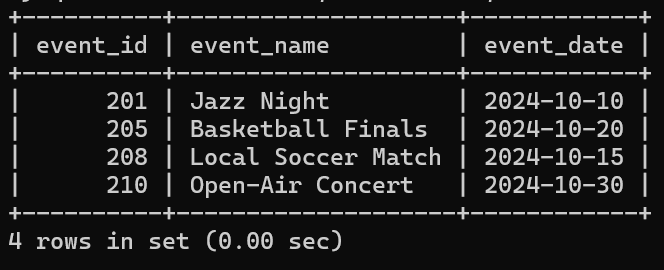 +----------+--------------------+------------+
| event_id | event_name         | event_date |
+----------+--------------------+------------+
|      201 | Jazz Night         | 2024-10-10 |
|      205 | Basketball Finals  | 2024-10-20 |
|      208 | Local Soccer Match | 2024-10-15 |
|      210 | Open-Air Concert   | 2024-10-30 |
+----------+--------------------+------------+
4 rows in set (0.00 sec)